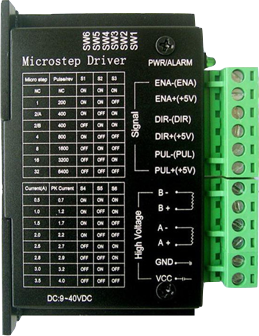 SW6
SW5
SW4
SW3
SW2
SW1
Microstep Driver
PWR/ALARM
Micro step Pulse/rev S1 S2 S3
NC NC ON ON ON
1 200 ON ON OFF
2/A 400 ON OFF ON
2/B 400 OFF ON ON
4 800 ON OFF OFF
8 1600 OFF ON OFF
16 3200 OFF OFF ON
32 6400 OFF OFF OFF
Current(A) PK Current S4 S5 S6
0.5 0.7 ON ON ON
1.0 1.2 ON OFF ON
1.5 1.7 ON ON OFF
2.0 2.2 ON OFF OFF
2.5 2.7 OFF ON ON
2.8 2.9 OFF OFF ON
3.0 3.2 OFF ON OFF
3.5 4.0 OFF OFF OFF
DC:9~40VDC
Signal
ENA-(ENA)
ENA+(+5V)
DIR-(DIR)
DIR+(+5V)
PUL-(PUL)
PUL+(+5V)
High Voltage
B-
B+
A-
A+
GND
VCC